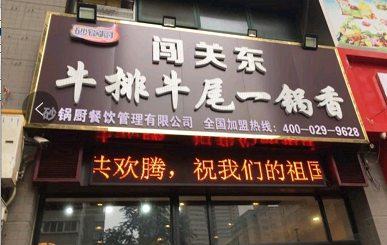 闯关东
牛排牛尾一锅香
砂锅厨餐饮管理有限公司 全国加盟热线：400-029-9628
共欢腾，祝我们的祖国